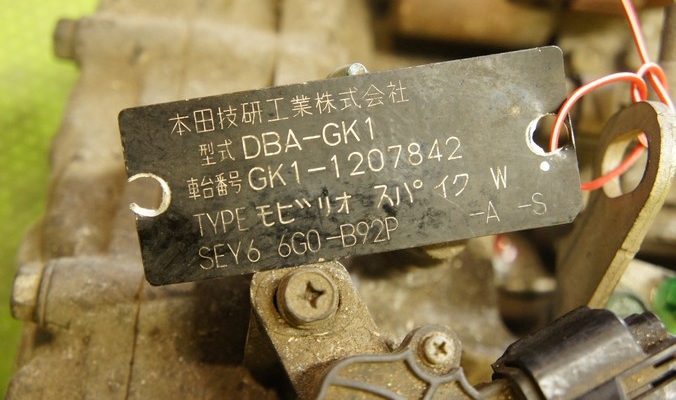 本田技研工業株式会社
型式 DBA-GK1
車台番号 GK1-1207842
TYPE モビリオ スパイク W
SEY6 6G0-B92P -A -S